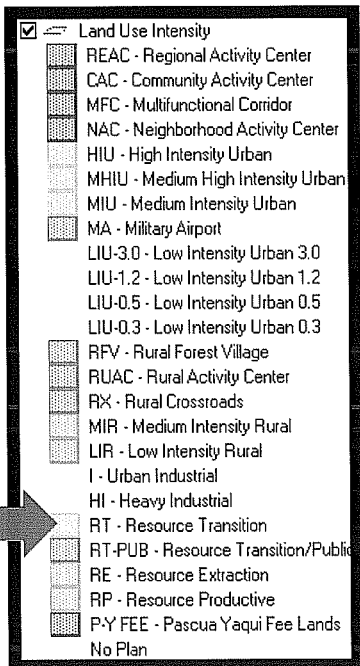 Land Use Intensity
REAC - Regional Activity Center
CAC - Community Activity Center
MFC - Multifunctional Corridor
NAC - Neighborhood Activity Center
HIU - High Intensity Urban
MHIU - Medium High Intensity Urban
MIU - Medium Intensity Urban
MA - Military Airport
LIU-3.0 - Low Intensity Urban 3.0
LIU-1.2 - Low Intensity Urban 1.2
LIU-0.5 - Low Intensity Urban 0.5
LIU-0.3 - Low Intensity Urban 0.3
RFV - Rural Forest Village
RUAC - Rural Activity Center
RX - Rural Crossroads
MIR - Medium Intensity Rural
LIR - Low Intensity Rural
I - Urban Industrial
HI - Heavy Industrial
RT - Resource Transition
RT-PUB - Resource Transition/Public
RE - Resource Extraction
RP - Resource Productive
P-Y FEE - Pascua Yaqui Fee Lands
No Plan